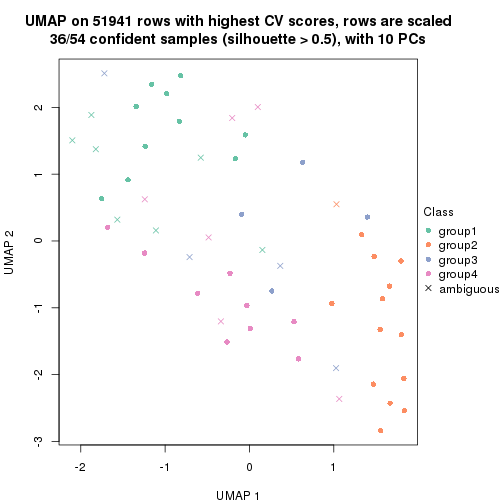 UMAP on 51941 rows with highest CV scores, rows are scaled
36/54 confident samples (silhouette > 0.5), with 10 PCs
UMAP 2
2
1
0
-1
-2
-3
-2
-1
0
1
UMAP 1
Class
group1
group2
group3
group4
ambiguous